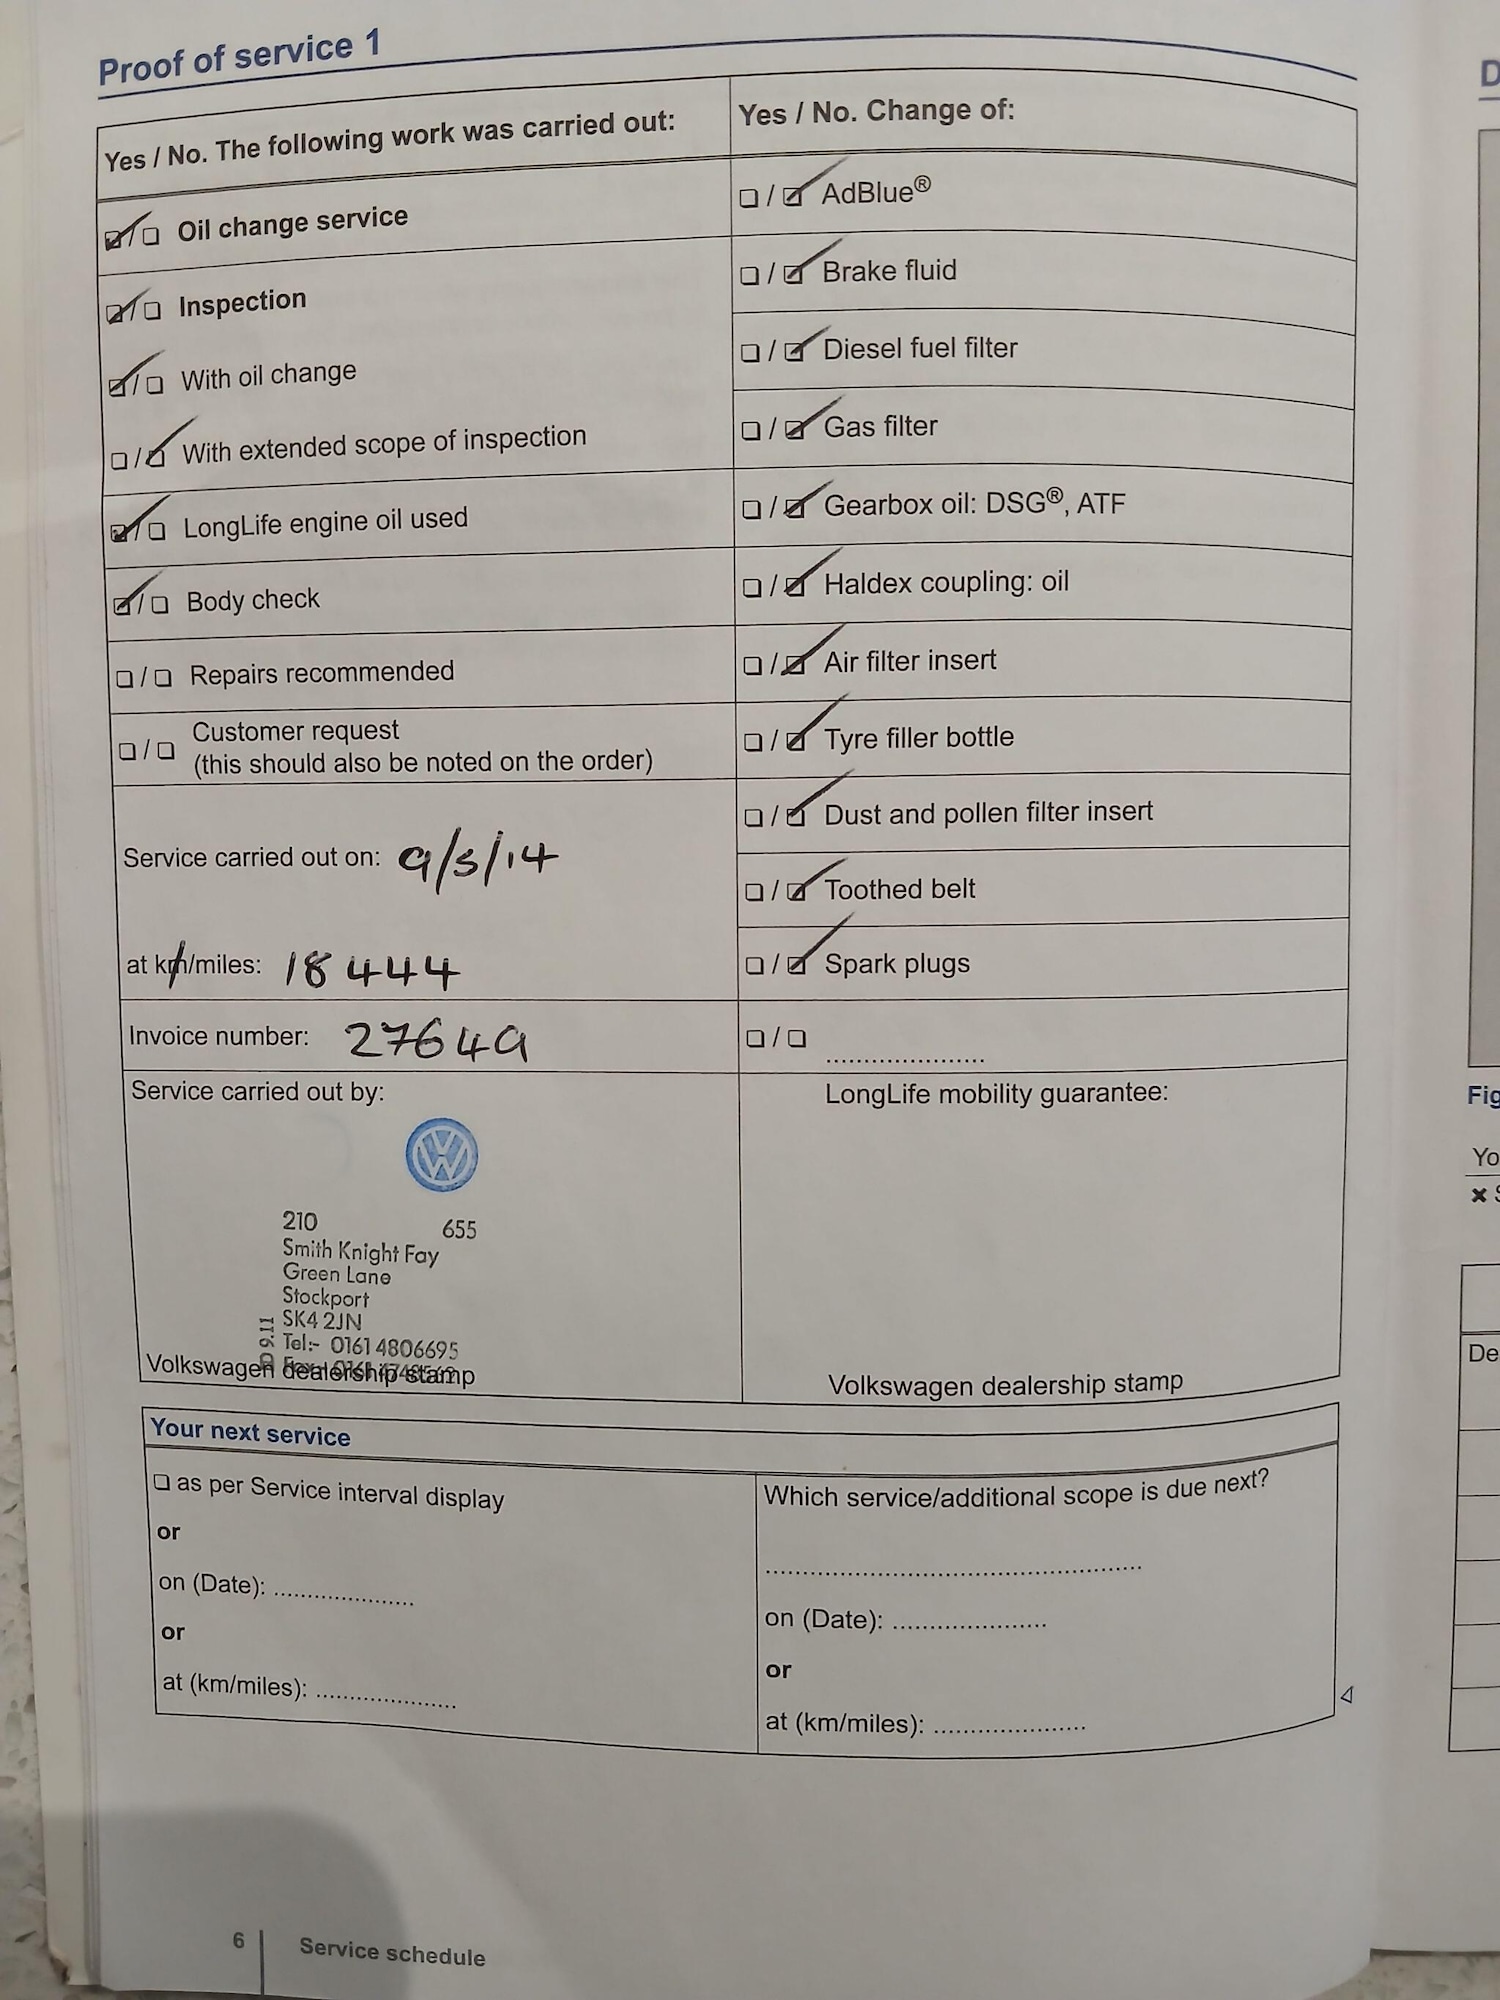 Proof of service 1
Yes / No. The following work was carried out:
Oil change service
Inspection
With oil change
With extended scope of inspection
LongLife engine oil used
Body check
Repairs recommended
Customer request
(this should also be noted on the order)
Service carried out on: 9/5/14
at km/miles: 18444
Invoice number: 27649
Service carried out by:
210 655
Smith Knight Fay
Green Lane
Stockport
SK4 2JN
Tel:- 0161 4806695
9.11
Volkswagen dealership stamp
Yes / No. Change of:
AdBlue®
Brake fluid
Diesel fuel filter
Gas filter
Gearbox oil: DSG®, ATF
Haldex coupling: oil
Air filter insert
Tyre filler bottle
Dust and pollen filter insert
Toothed belt
Spark plugs
LongLife mobility guarantee:
Volkswagen dealership stamp
Your next service
as per Service interval display
or
on (Date): ....................
or
at (km/miles): ....................
Which service/additional scope is due next?
on (Date): ....................
or
at (km/miles): ....................
6 Service schedule
D
Fig
Yo
De